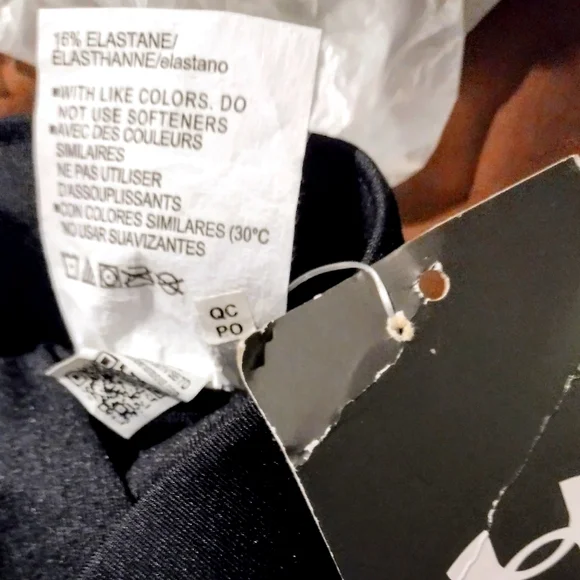 16% ELASTANE/
ÉLASTHANNE/elastano
▪WITH LIKE COLORS, DO
NOT USE SOFTENERS
▪AVEC DES COULEURS
SIMILAIRES
NE PAS UTILISER
D'ASSOUPLISSANTS
▪CON COLORES SIMILARES (30°C
NO USAR SUAVIZANTES
QC
PO